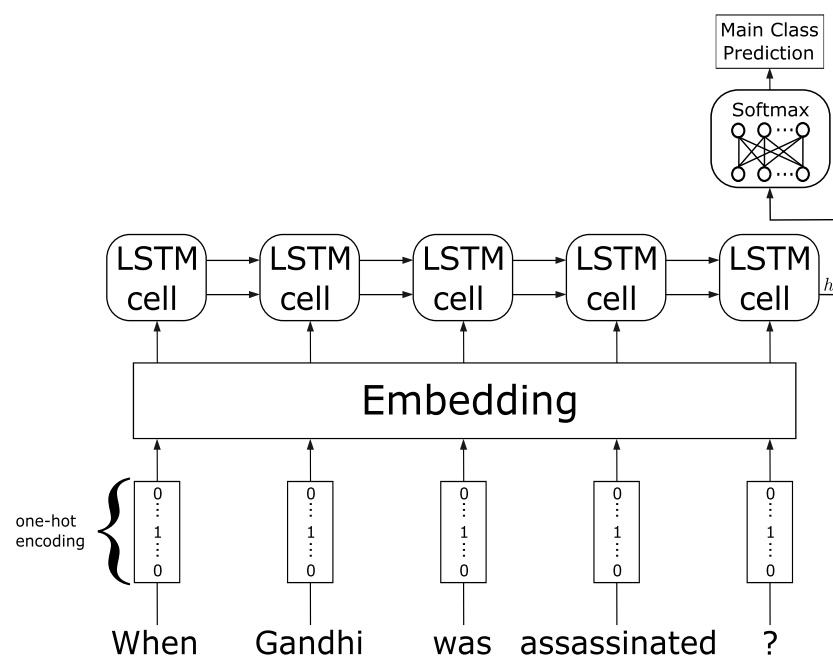 Main Class
Prediction
Softmax
LSTM LSTM LSTM LSTM LSTM
cell cell cell cell cell
h
Embedding
one-hot
encoding
0 0 0 0 0
⋮ ⋮ ⋮ ⋮ ⋮
1 1 1 1 1
⋮ ⋮ ⋮ ⋮ ⋮
0 0 0 0 0
When Gandhi was assassinated ?